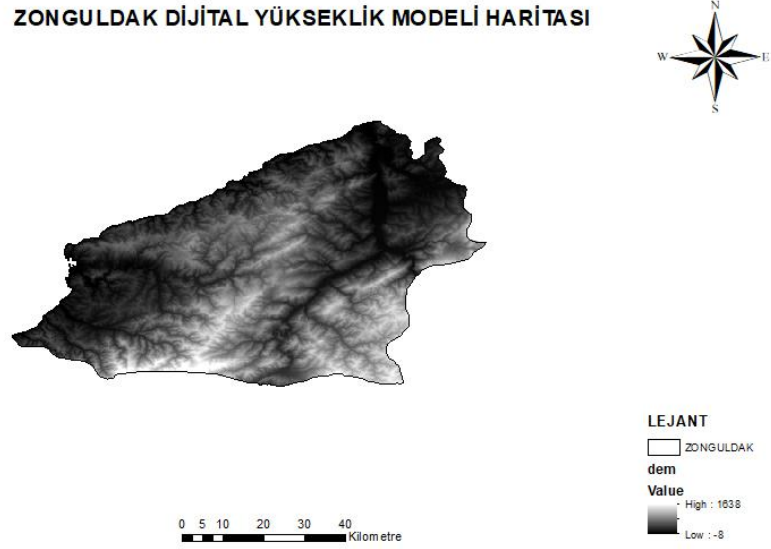 ZONGULDAK DİJİTAL YÜKSEKLİK MODELİ HARİTASI
N
W E
S
LEJANT
ZONGULDAK
dem
Value
High : 1638
Low : -8
0 5 10 20 30 40
Kilometre